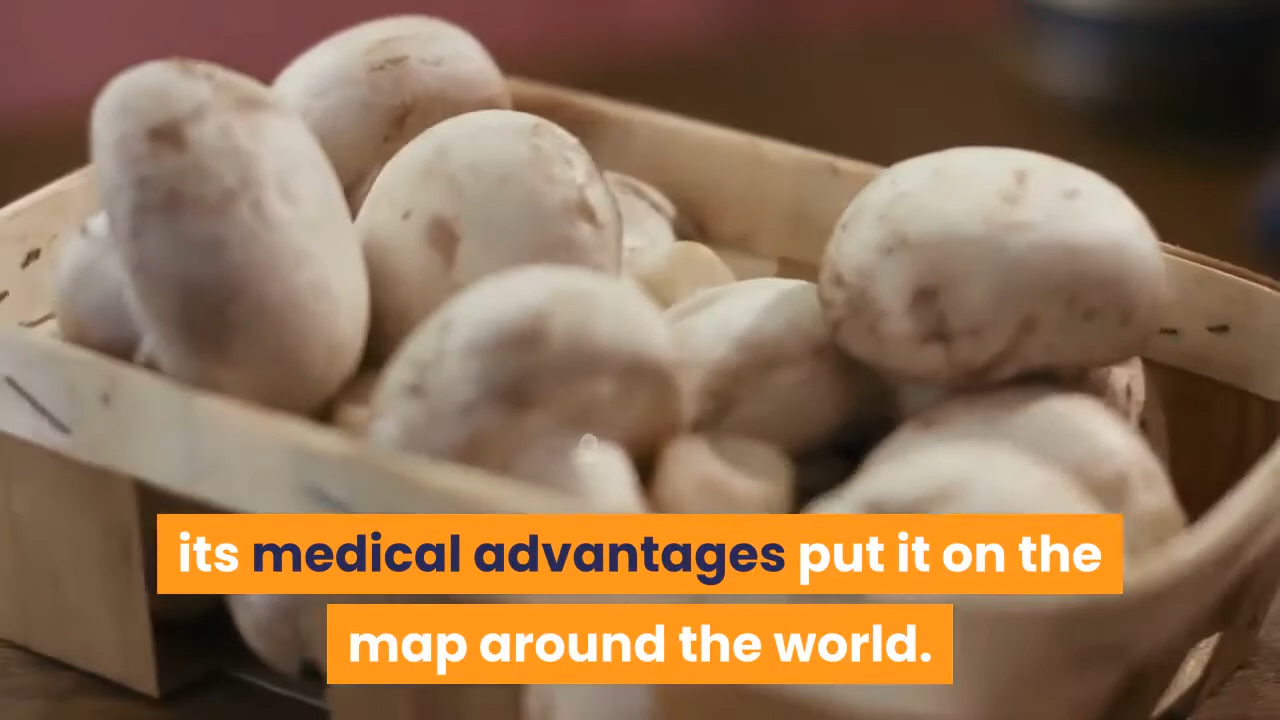 its medical advantages put it on the
map around the world.